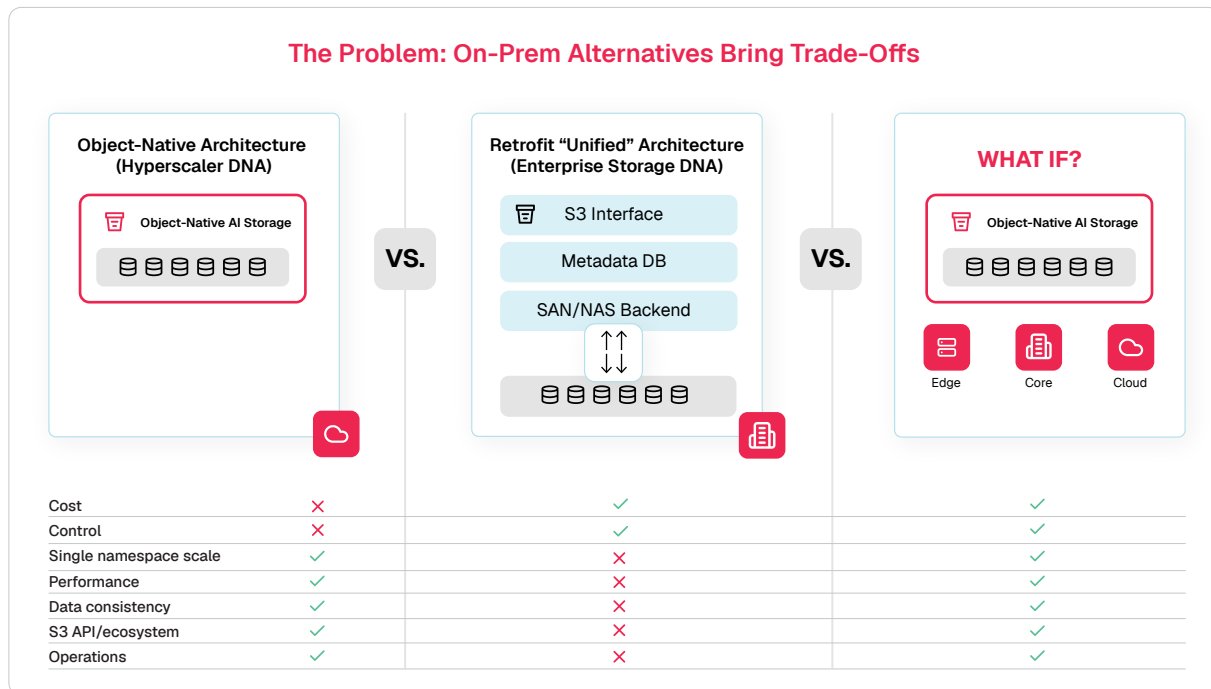 The Problem: On-Prem Alternatives Bring Trade-Offs
Object-Native Architecture
(Hyperscaler DNA)
Object-Native AI Storage
VS.
Retrofit “Unified” Architecture
(Enterprise Storage DNA)
S3 Interface
Metadata DB
SAN/NAS Backend
VS.
WHAT IF?
Object-Native AI Storage
Edge
Core
Cloud
Cost
Control
Single namespace scale
Performance
Data consistency
S3 API/ecosystem
Operations